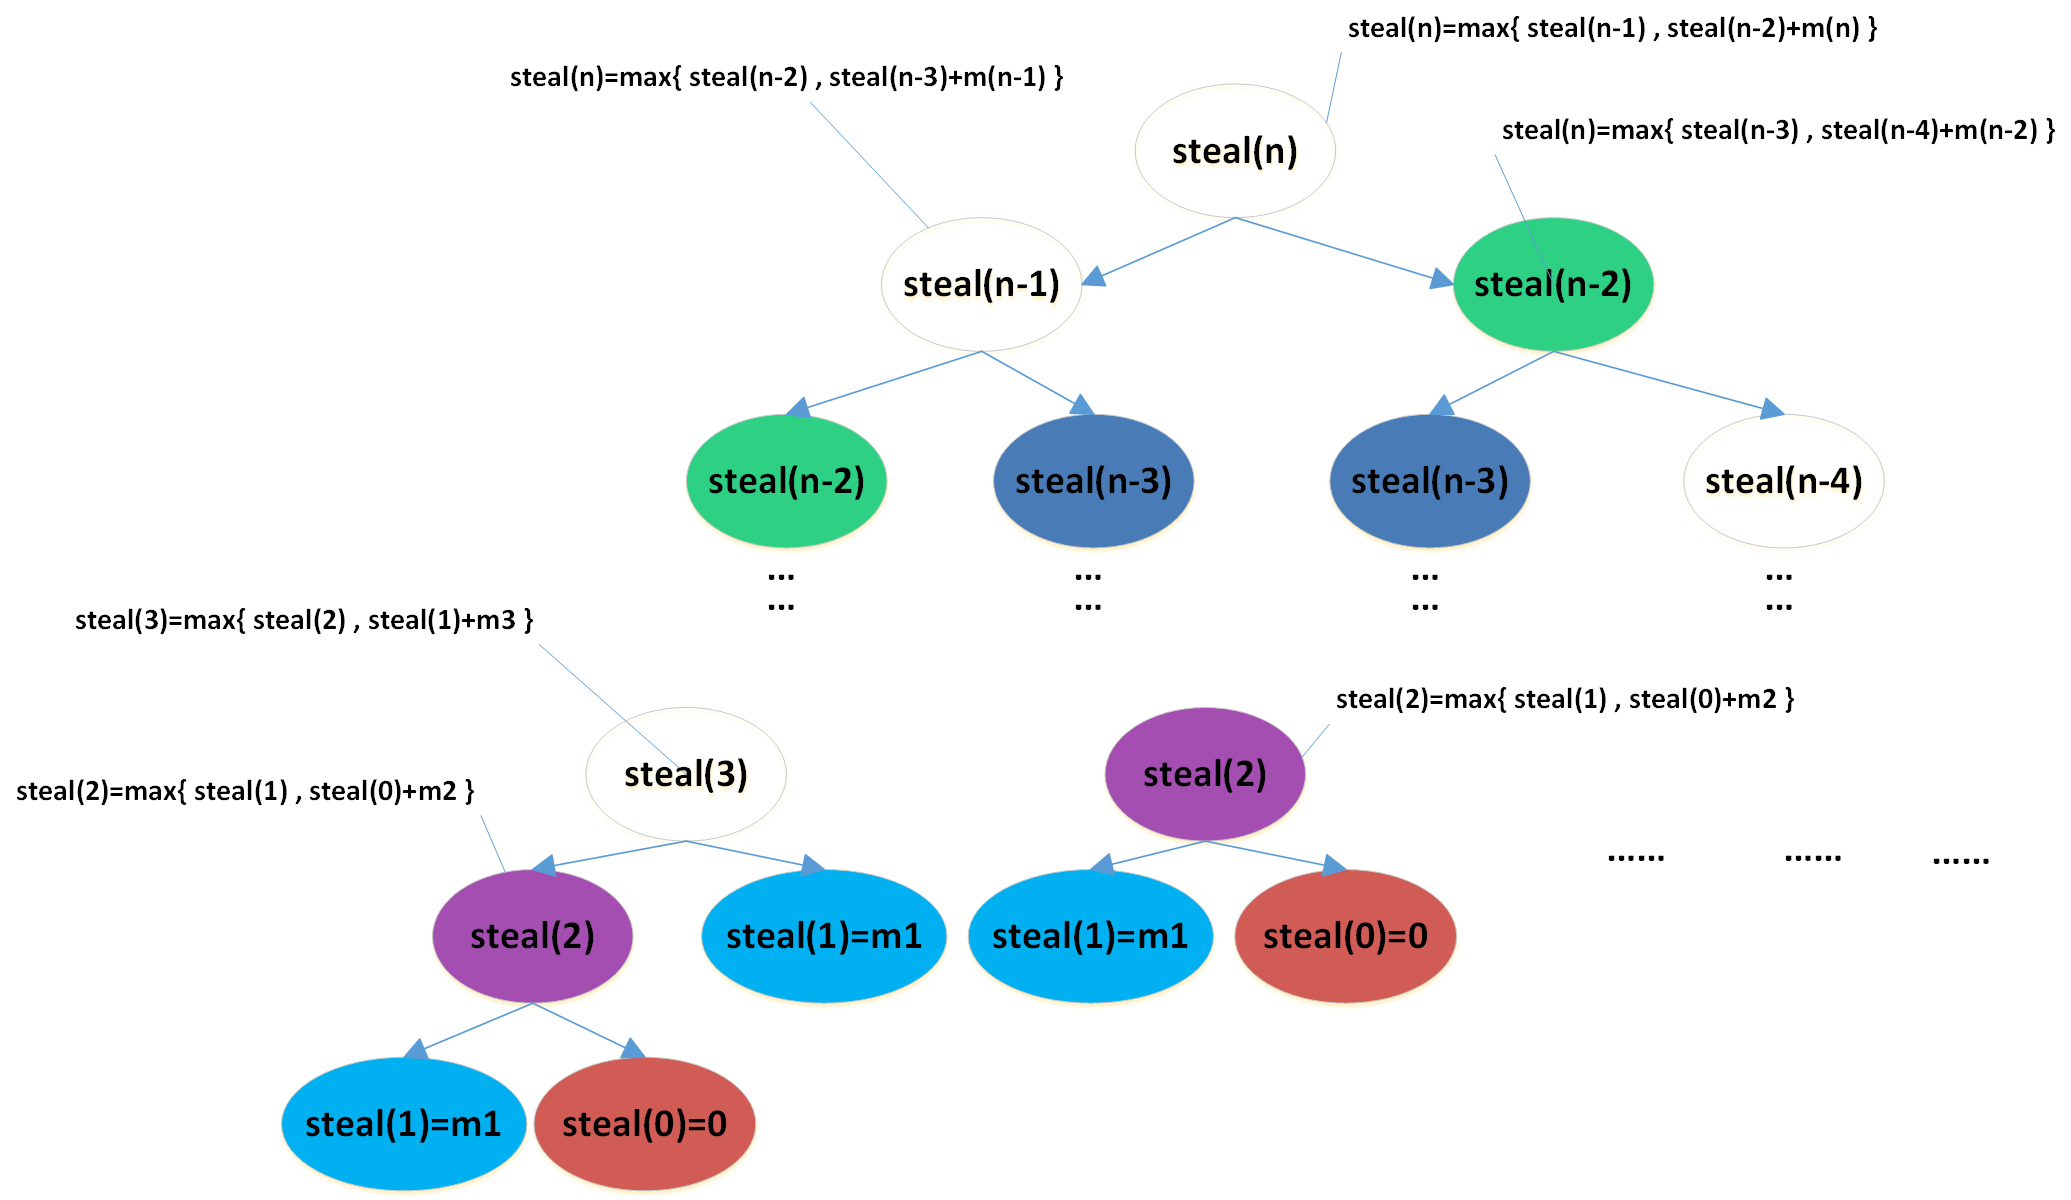 steal(n)=max{ steal(n-1) , steal(n-2)+m(n) }
steal(n)=max{ steal(n-2) , steal(n-3)+m(n-1) }
steal(n)=max{ steal(n-3) , steal(n-4)+m(n-2) }
steal(n)
steal(n-1)
steal(n-2)
steal(n-2)
steal(n-3)
steal(n-3)
steal(n-4)
... ... ... ...
... ... ... ...
steal(3)=max{ steal(2) , steal(1)+m3 }
steal(2)=max{ steal(1) , steal(0)+m2 }
steal(3)
steal(2)
steal(2)=max{ steal(1) , steal(0)+m2 }
...... ...... ......
steal(2)
steal(1)=m1
steal(1)=m1
steal(0)=0
steal(1)=m1
steal(0)=0